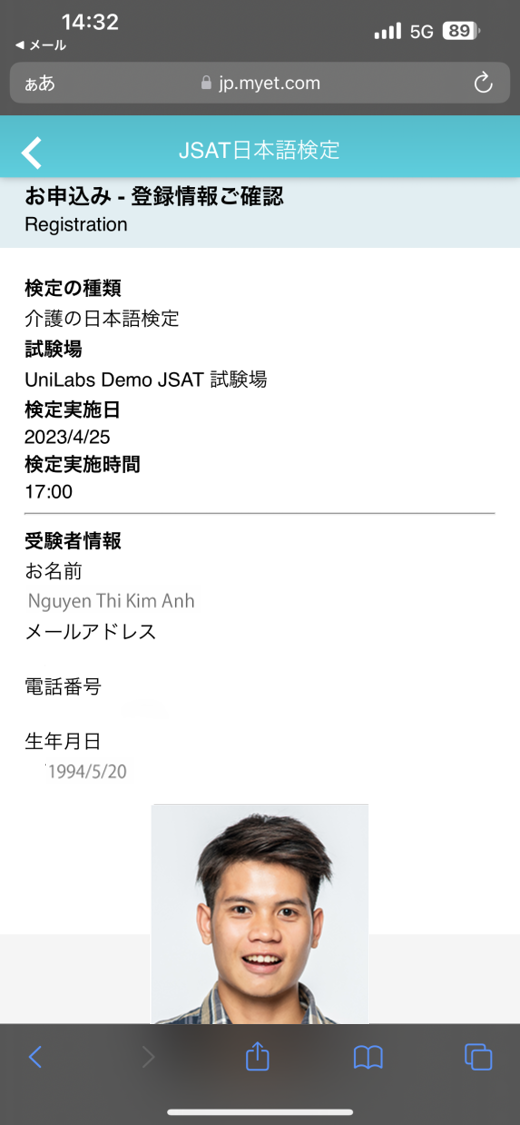 14:32
5G
89
◀ メール
ぁあ
jp.myet.com
JSAT日本語検定
お申込み - 登録情報ご確認
Registration
検定の種類
介護の日本語検定
試験場
UniLabs Demo JSAT 試験場
検定実施日
2023/4/25
検定実施時間
17:00
受験者情報
お名前
Nguyen Thi Kim Anh
メールアドレス
電話番号
生年月日
1994/5/20